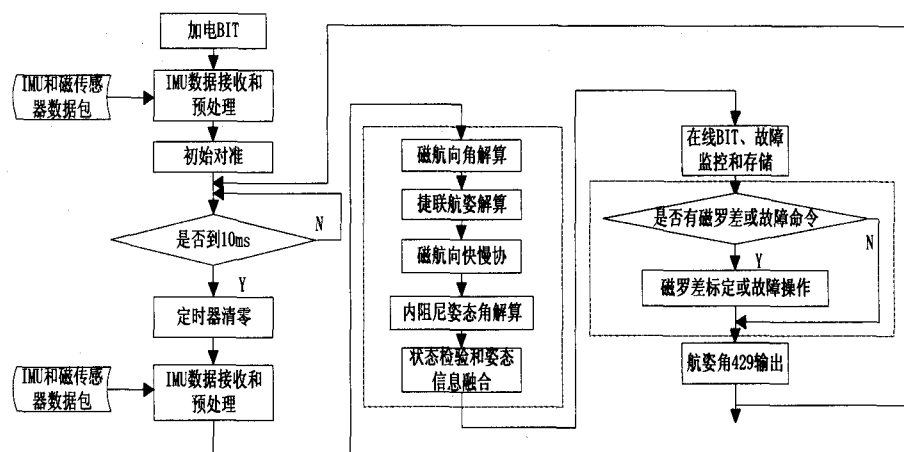 加电BIT
IMU和磁传感
器数据包
IMU数据接收和
预处理
初始对准
是否到10ms
N
Y
定时器清零
IMU和磁传感
器数据包
IMU数据接收和
预处理
磁航向角解算
捷联航姿解算
磁航向快慢协
内阻尼姿态角解算
状态检验和姿态
信息融合
在线BIT、故障
监控和存储
是否有磁罗差或故障命令
N
Y
磁罗差标定或故障操作
航姿角429输出